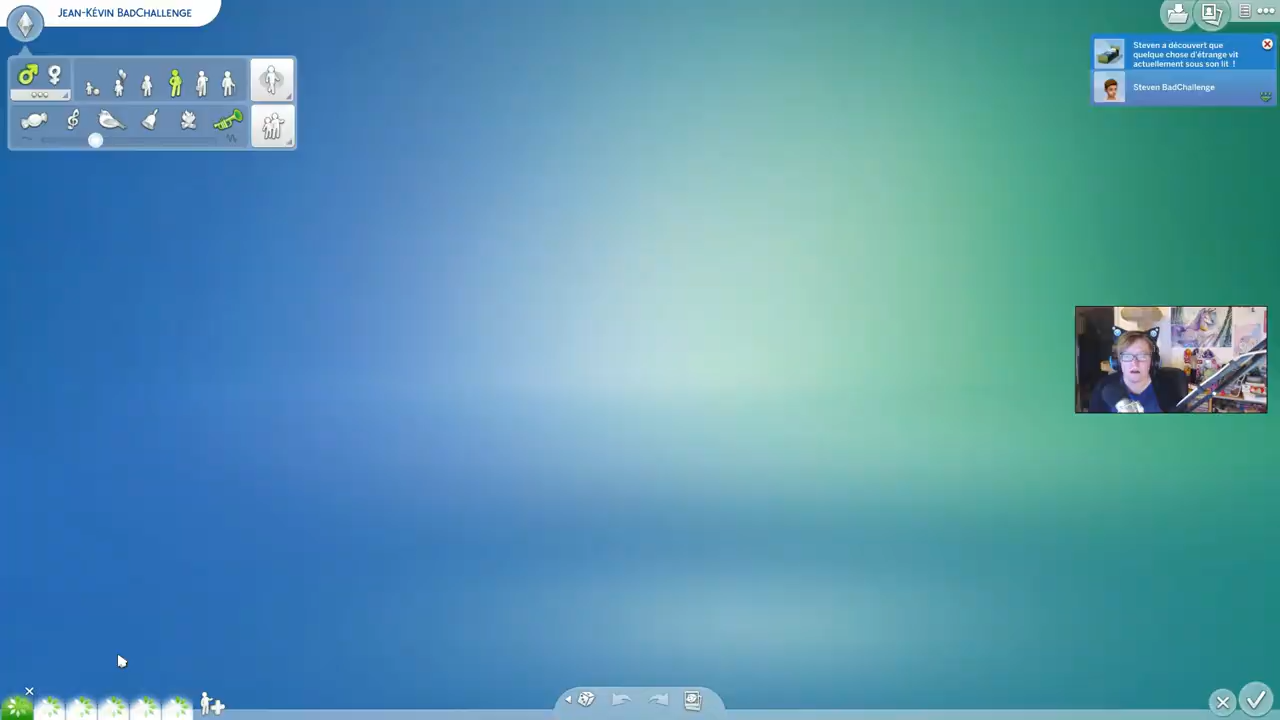 Jean-Kévin BadChallenge
Steven a découvert que
quelque chose d'étrange vit
actuellement sous son lit !
Steven BadChallenge